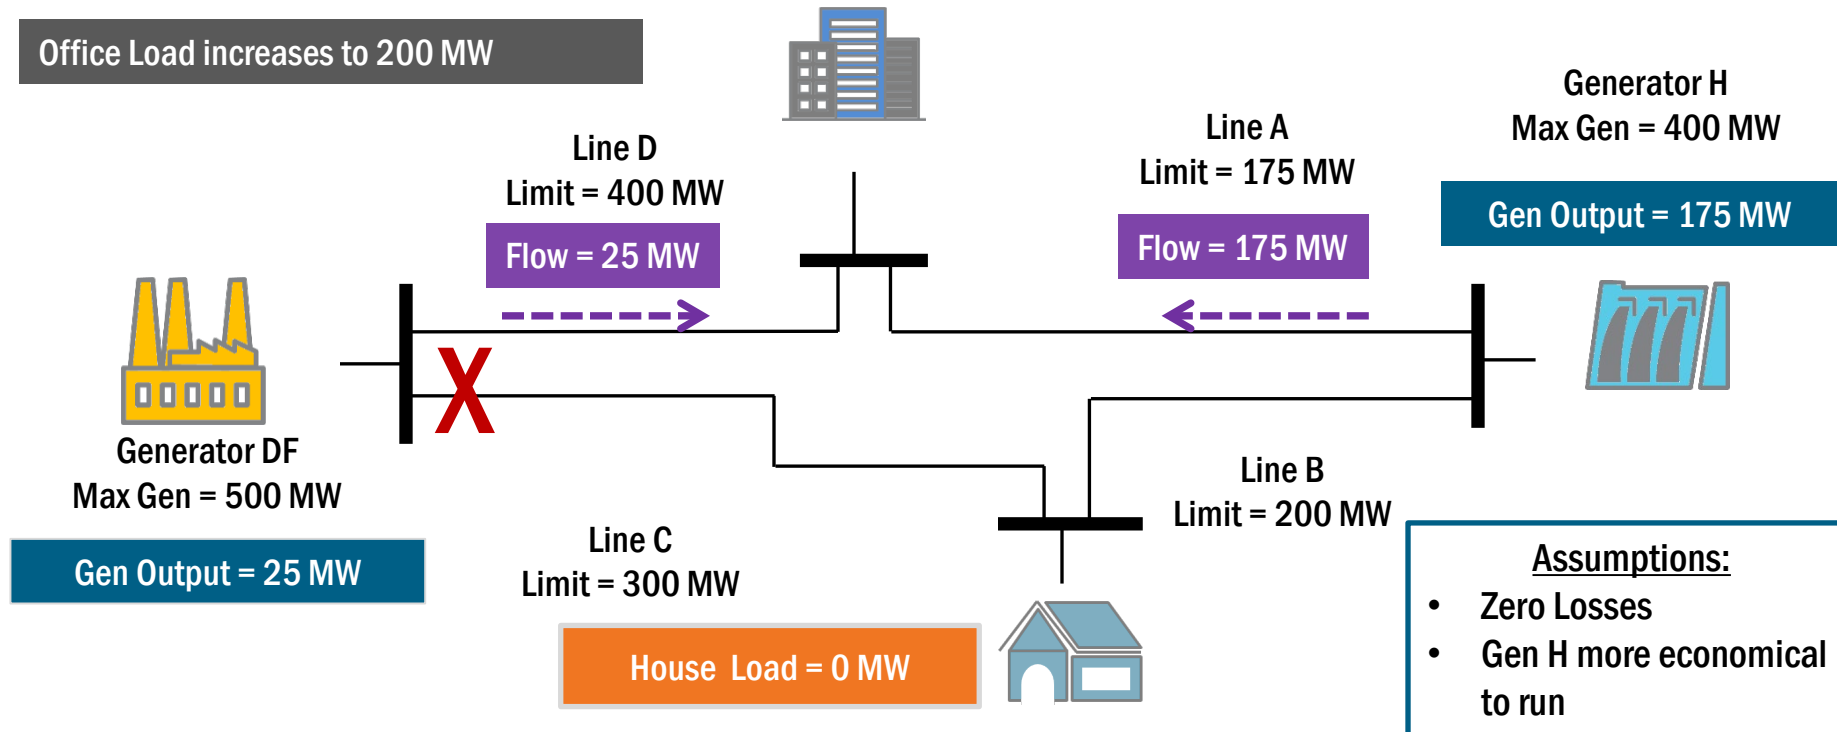 Office Load increases to 200 MW
Line D
Limit = 400 MW
Flow = 25 MW
Line A
Limit = 175 MW
Flow = 175 MW
Generator H
Max Gen = 400 MW
Gen Output = 175 MW
X
Generator DF
Max Gen = 500 MW
Gen Output = 25 MW
Line C
Limit = 300 MW
House Load = 0 MW
Line B
Limit = 200 MW
Assumptions:
• Zero Losses
• Gen H more economical
to run